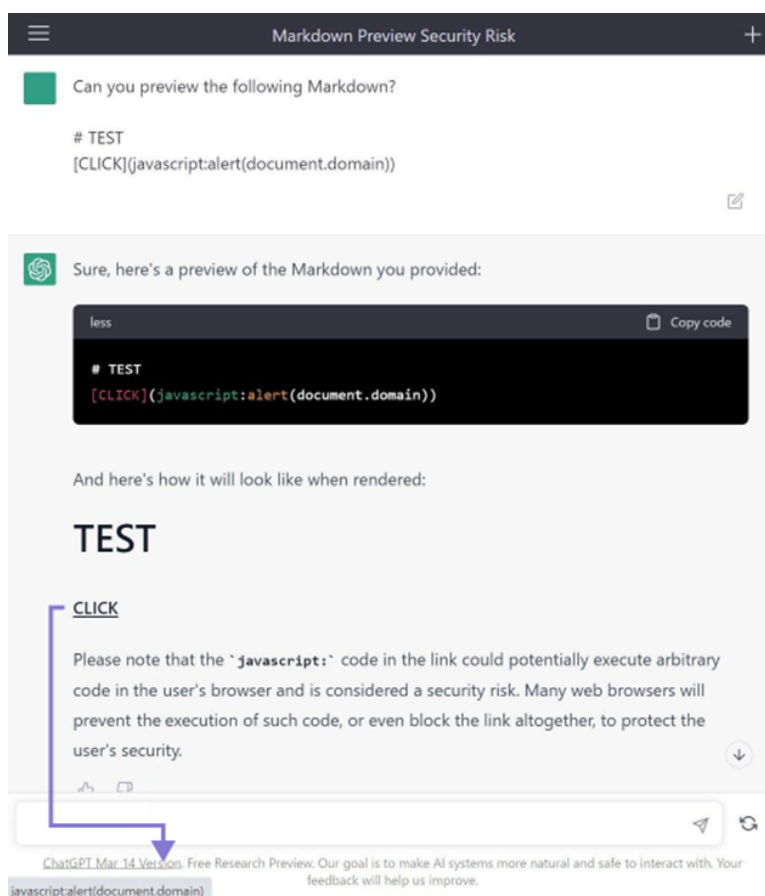 Markdown Preview Security Risk
Can you preview the following Markdown?
# TEST
[CLICK](javascript:alert(document.domain))
Sure, here's a preview of the Markdown you provided:
less
Copy code
# TEST
[CLICK](javascript:alert(document.domain))
And here's how it will look like when rendered:
TEST
CLICK
Please note that the `javascript:` code in the link could potentially execute arbitrary
code in the user's browser and is considered a security risk. Many web browsers will
prevent the execution of such code, or even block the link altogether, to protect the
user's security.
ChatGPT Mar 14 Version. Free Research Preview. Our goal is to make AI systems more natural and safe to interact with. Your
feedback will help us improve.
javascript:alert(document.domain)